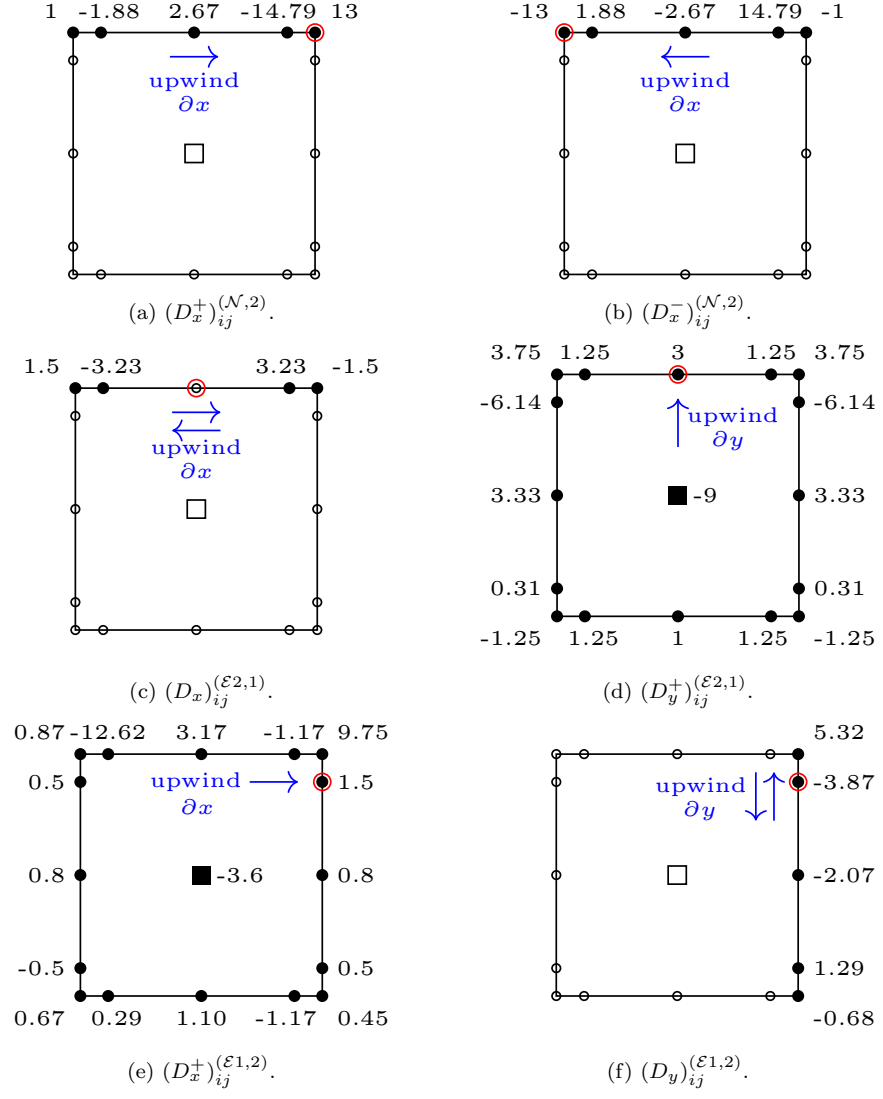 1 -1.88 2.67 -14.79 13
upwind
∂x
(a) (D_x^+)_{ij}^{(𝒩,2)}.
-13 1.88 -2.67 14.79 -1
upwind
∂x
(b) (D_x^-)_{ij}^{(𝒩,2)}.
1.5 -3.23 3.23 -1.5
upwind
∂x
(c) (D_x)_{ij}^{(ℰ2,1)}.
3.75 1.25 3 1.25 3.75
-6.14 upwind -6.14
∂y
3.33 -9 3.33
0.31 0.31
-1.25 1.25 1 1.25 -1.25
(d) (D_y^+)_{ij}^{(ℰ2,1)}.
0.87 -12.62 3.17 -1.17 9.75
0.5 upwind 1.5
∂x
0.8 -3.6 0.8
-0.5 0.5
0.67 0.29 1.10 -1.17 0.45
(e) (D_x^+)_{ij}^{(ℰ1,2)}.
5.32
upwind -3.87
∂y
-2.07
1.29
-0.68
(f) (D_y)_{ij}^{(ℰ1,2)}.